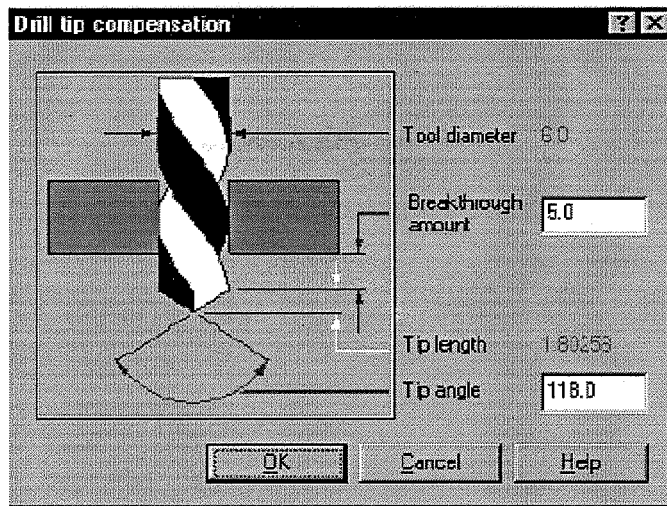 Drill tip compensation
Tool diameter 6.0
Breakthrough
amount 5.0
Tip length 1.80258
Tip angle 118.0
OK Cancel Help